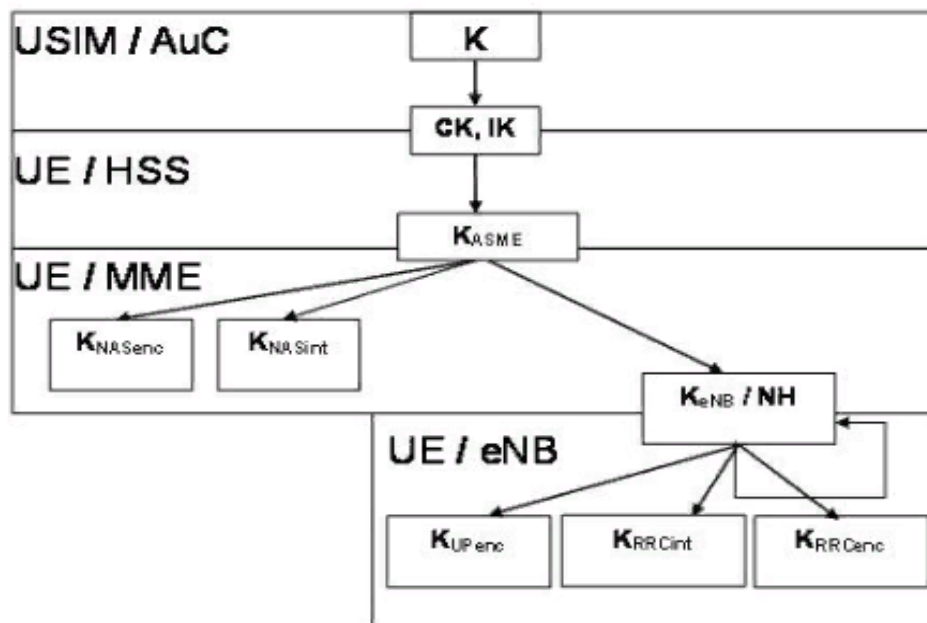 USIM / AuC
K
CK, IK
UE / HSS
KASME
UE / MME
KNASenc
KNASint
KeNB / NH
UE / eNB
KUPenc
KRRCint
KRRCenc